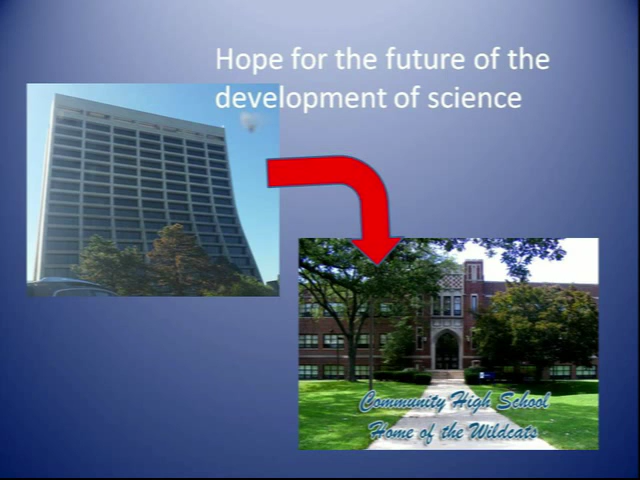 Hope for the future of the
development of science
Community High School
Home of the Wildcats